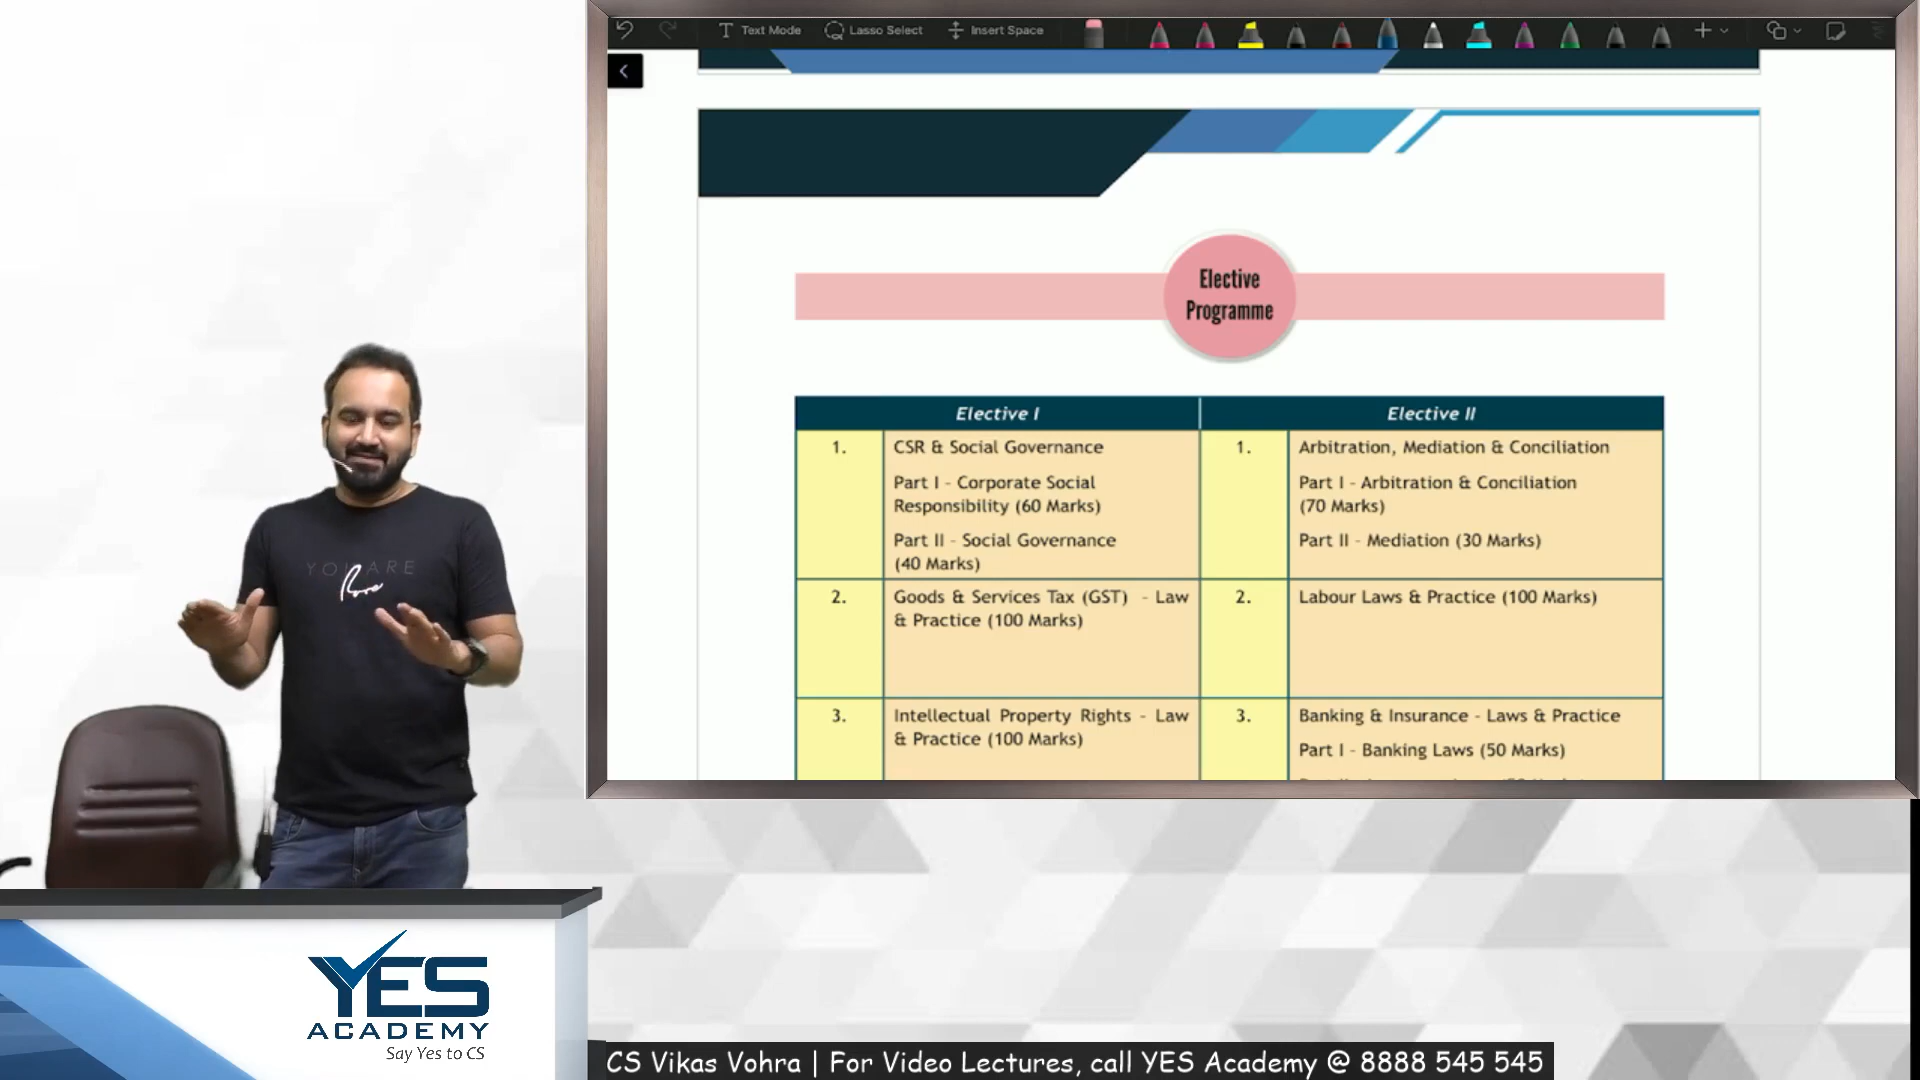 Text Mode
Lasso Select
Insert Space
Elective
Programme
Elective I
Elective II
1.
CSR & Social Governance
Part I - Corporate Social
Responsibility (60 Marks)
Part II - Social Governance
(40 Marks)
1.
Arbitration, Mediation & Conciliation
Part I - Arbitration & Conciliation
(70 Marks)
Part II - Mediation (30 Marks)
2.
Goods & Services Tax (GST) - Law
& Practice (100 Marks)
2.
Labour Laws & Practice (100 Marks)
3.
Intellectual Property Rights - Law
& Practice (100 Marks)
3.
Banking & Insurance - Laws & Practice
Part I - Banking Laws (50 Marks)
YOU ARE
YES
ACADEMY
Say Yes to CS
CS Vikas Vohra | For Video Lectures, call YES Academy @ 8888 545 545